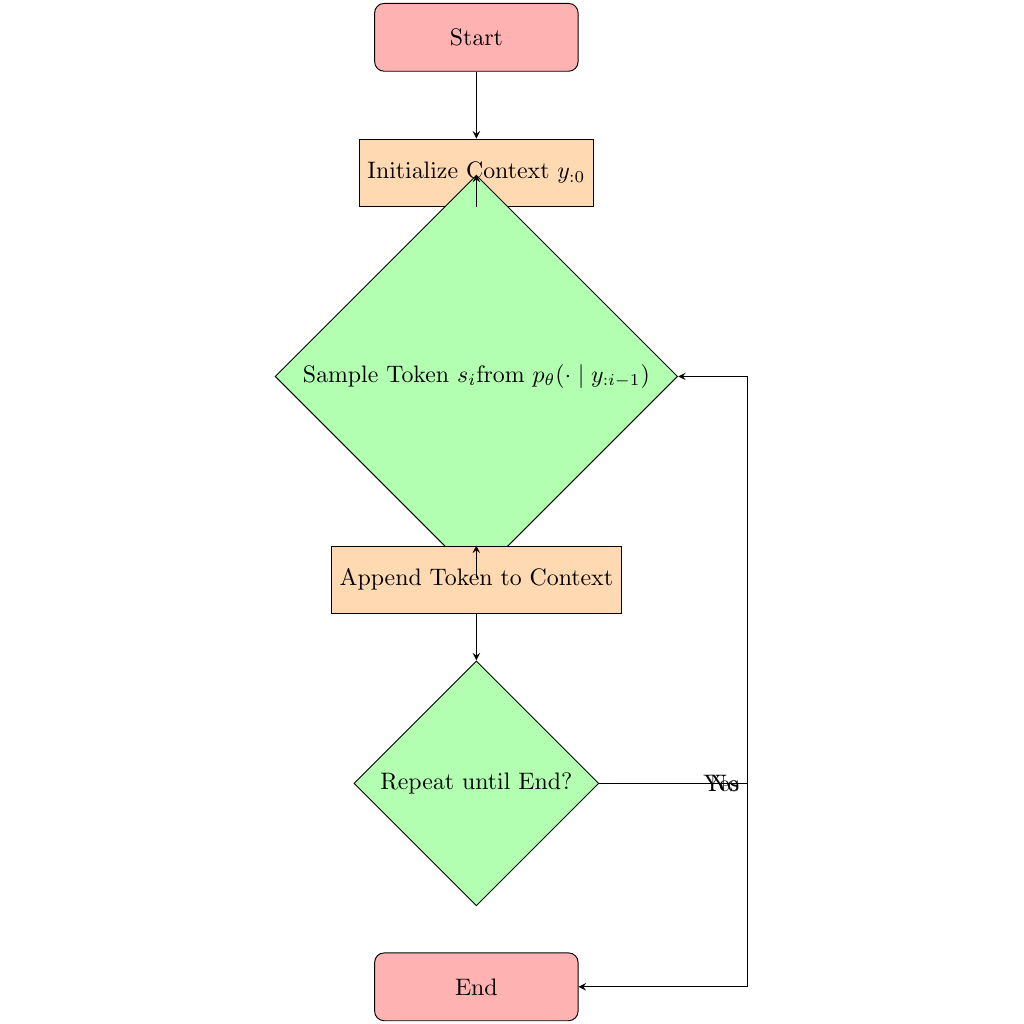 Start
Initialize Context $y_{:0}$
Sample Token $s_i$from $p_\theta(\cdot \mid y_{:i-1})$
Append Token to Context
Repeat until End?
Yes
No
End